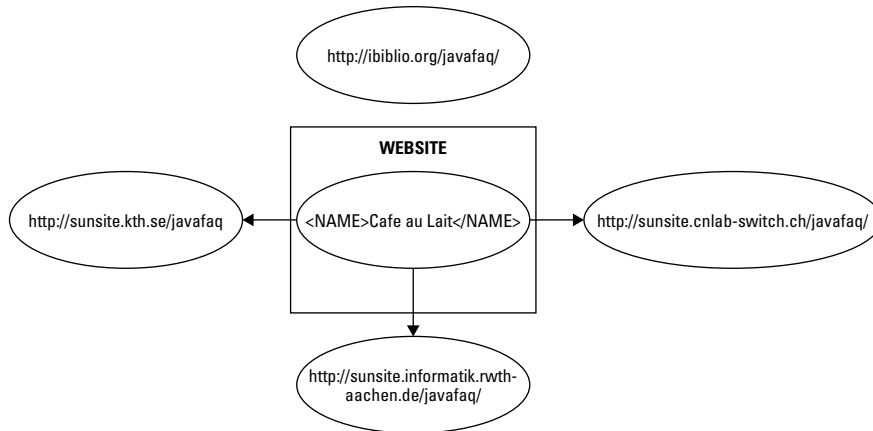 http://ibiblio.org/javafaq/
WEBSITE
http://sunsite.kth.se/javafaq
<NAME>Cafe au Lait</NAME>
http://sunsite.cnlab-switch.ch/javafaq/
http://sunsite.informatik.rwth-
aachen.de/javafaq/